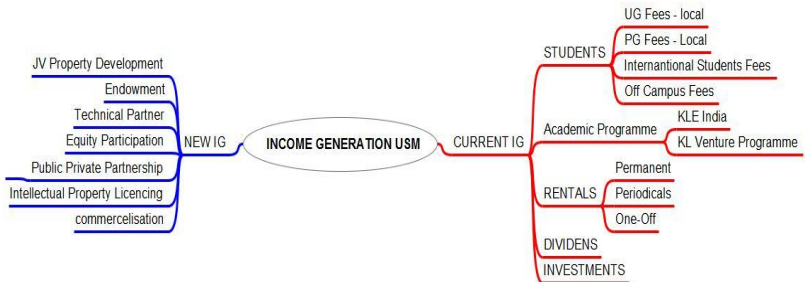 JV Property Development
Endowment
Technical Partner
Equity Participation
Public Private Partnership
Intellectual Property Licencing
commercelisation
NEW IG
INCOME GENERATION USM
CURRENT IG
STUDENTS
UG Fees - local
PG Fees - Local
Internantional Students Fees
Off Campus Fees
Academic Programme
KLE India
KL Venture Programme
RENTALS
Permanent
Periodicals
One-Off
DIVIDENS
INVESTMENTS